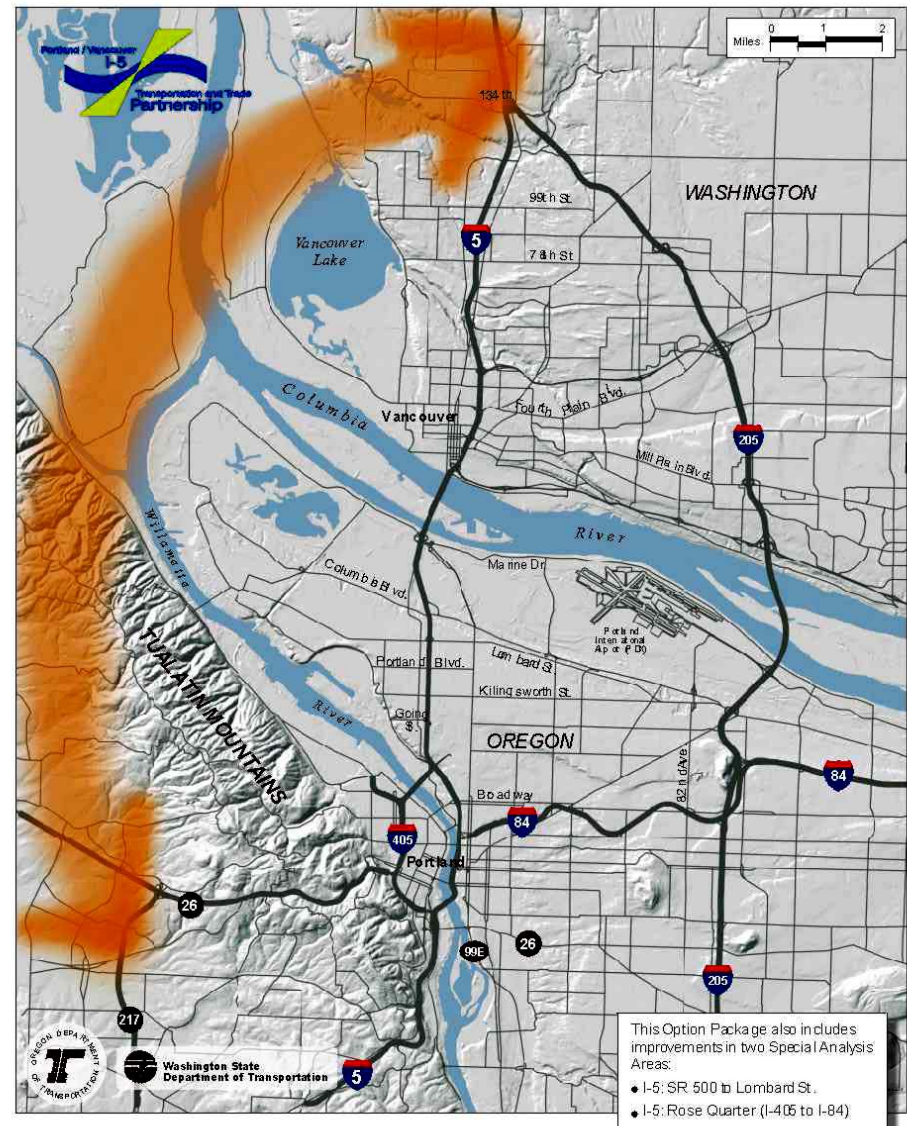 Portland / Vancouver
I-5
Transportation and Trade
Partnership
Miles
0 1 2
134th
WASHINGTON
99th St.
5
78th St
Vancouver
Lake
Columbia
Vancouver
Fourth Plain Blvd.
205
Mill Plain Blvd.
Willamette
River
Marine Dr.
Columbia Blvd.
Portland
International
Airport (PDX)
Portland Blvd.
Lombard St.
Killingsworth St.
River
Going
S.
TUALATIN MOUNTAINS
OREGON
82nd Ave
84
Broadway
84
405
Portland
26
99E
26
205
217
OREGON DEPARTMENT
OF TRANSPORTATION
Washington State
Department of Transportation
5
This Option Package also includes
improvements in two Special Analysis
Areas:
• I-5: SR 500 to Lombard St.
• I-5: Rose Quarter (I-405 to I-84)